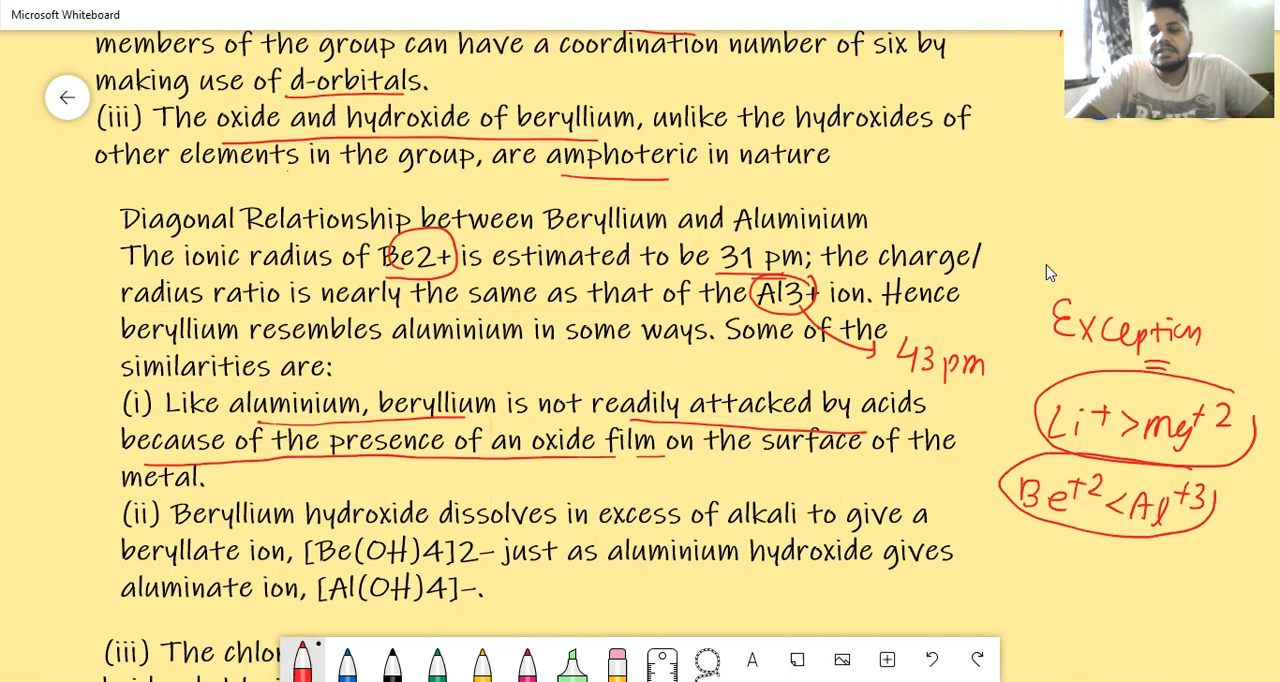 Microsoft Whiteboard
members of the group can have a coordination number of six by
making use of d-orbitals.
(iii) The oxide and hydroxide of beryllium, unlike the hydroxides of
other elements in the group, are amphoteric in nature
Diagonal Relationship between Beryllium and Aluminium
The ionic radius of Be2+ is estimated to be 31 pm; the charge/
radius ratio is nearly the same as that of the Al3+ ion. Hence
beryllium resembles aluminium in some ways. Some of the
similarities are:
43 pm
(i) Like aluminium, beryllium is not readily attacked by acids
because of the presence of an oxide film on the surface of the
metal.
(ii) Beryllium hydroxide dissolves in excess of alkali to give a
beryllate ion, [Be(OH)4]2– just as aluminium hydroxide gives
aluminate ion, [Al(OH)4]–.
(iii) The chlo
Exception
Li+ > mg+2
Be+2 < Al+3